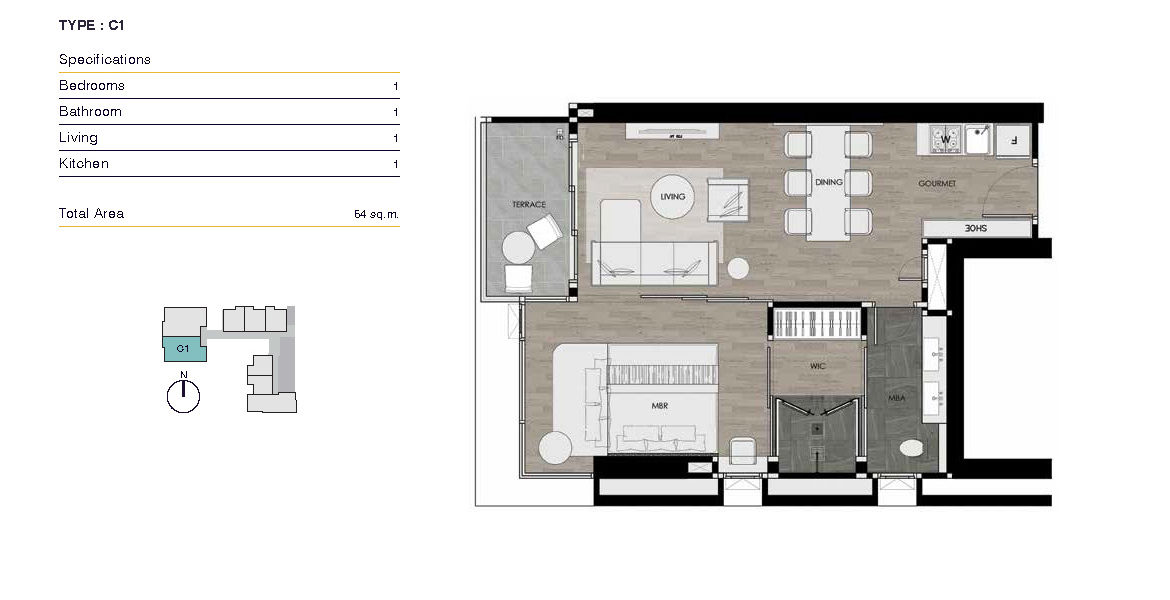 TYPE : C1
Specifications
Bedrooms 1
Bathroom 1
Living 1
Kitchen 1
Total Area 54 sq.m.
C1
N
TERRACE
LIVING
DINING
GOURMET
W
F
SHOE
MBR
WIC
MBA